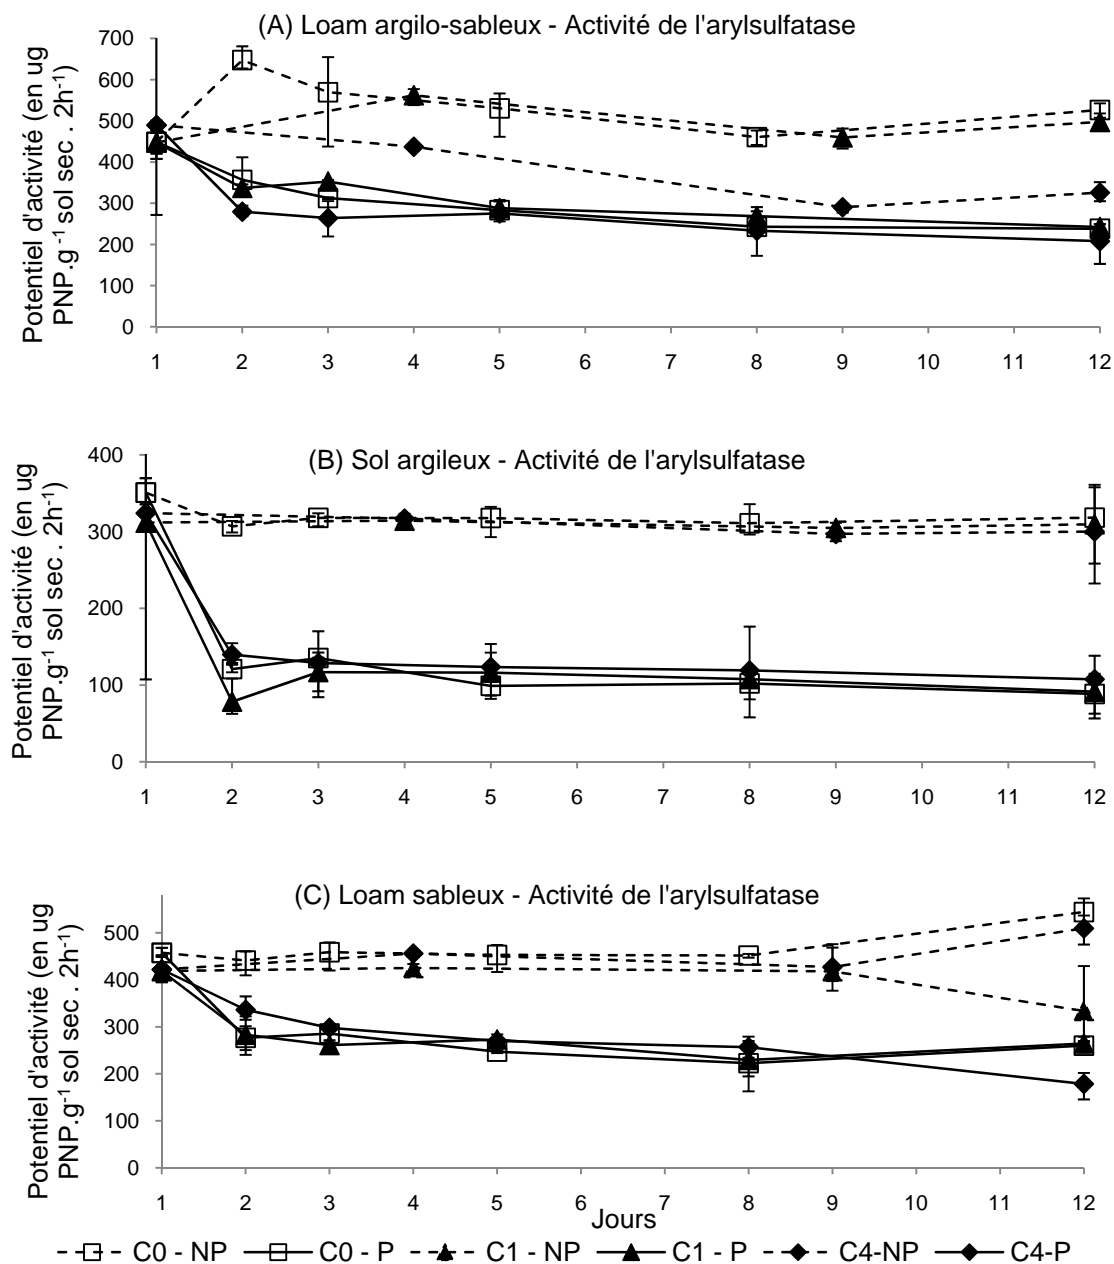 (A) Loam argilo-sableux - Activité de l'arylsulfatase
Potentiel d'activité (en ug
PNP.g⁻¹ sol sec . 2h⁻¹)
700
600
500
400
300
200
100
0
1 2 3 4 5 6 7 8 9 10 11 12
(B) Sol argileux - Activité de l'arylsulfatase
Potentiel d'activité (en ug
PNP.g⁻¹ sol sec . 2h⁻¹)
400
300
200
100
0
1 2 3 4 5 6 7 8 9 10 11 12
(C) Loam sableux - Activité de l'arylsulfatase
Potentiel d'activité (en ug
PNP.g⁻¹ sol sec . 2h⁻¹)
500
400
300
200
100
0
1 2 3 4 5 6 7 8 9 10 11 12
Jours
C0 - NP C0 - P C1 - NP C1 - P C4-NP C4-P